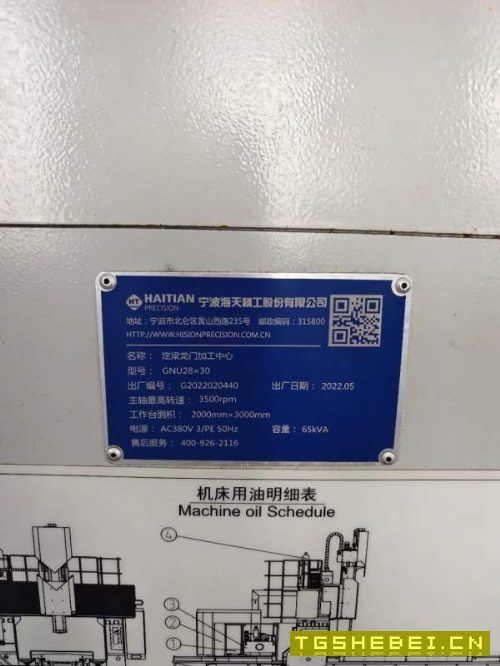 HAITIAN PRECISION 宁波海天精工股份有限公司
地址：宁波市北仑区黄山西路235号 邮政编码：315800
HTTP://WWW.HISIONPRECISION.COM.CN
名称： 定梁龙门加工中心
型号： GNU28×30
出厂编号： G2022020440 出厂日期： 2022.05
主轴最高转速： 3500rpm
工作台面积： 2000mm×3000mm
电源： AC380V 3/PE 50Hz 容量： 65kVA
售后服务： 400-926-2116
机床用油明细表
Machine oil Schedule
④
③
②
①
TGSHEBEI.CN